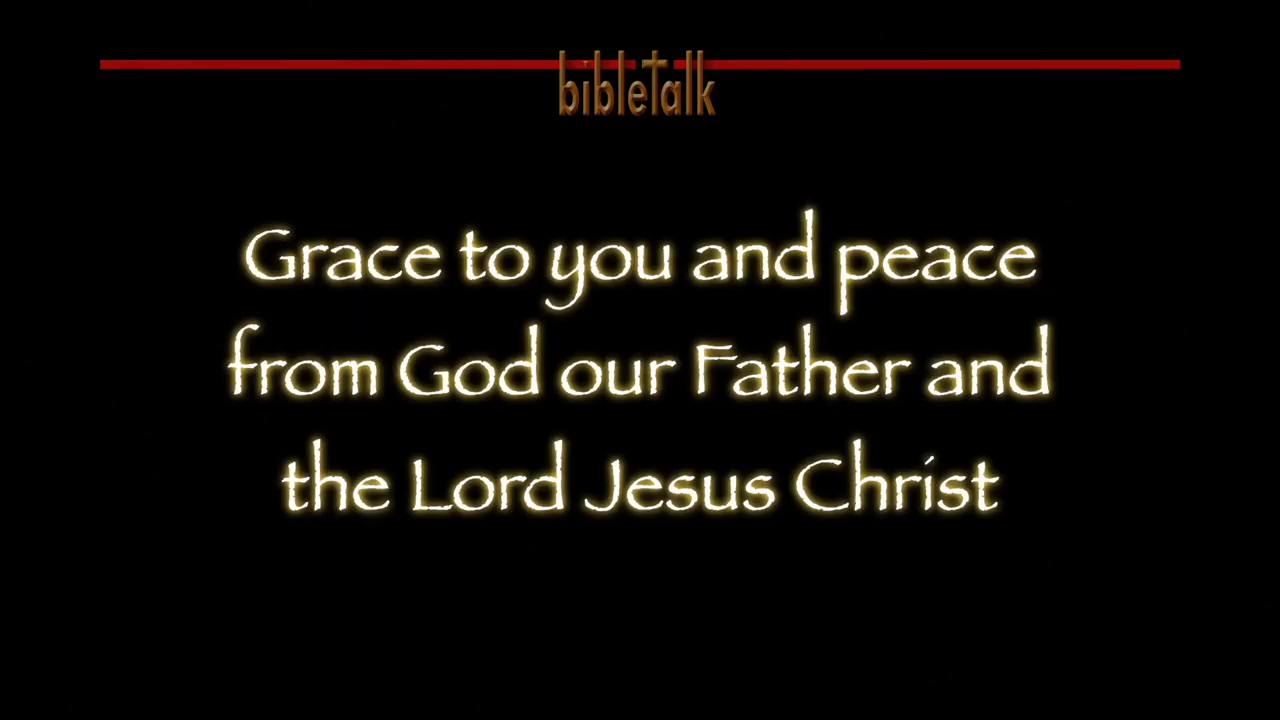 bibleTalk
Grace to you and peace
from God our Father and
the Lord Jesus Christ